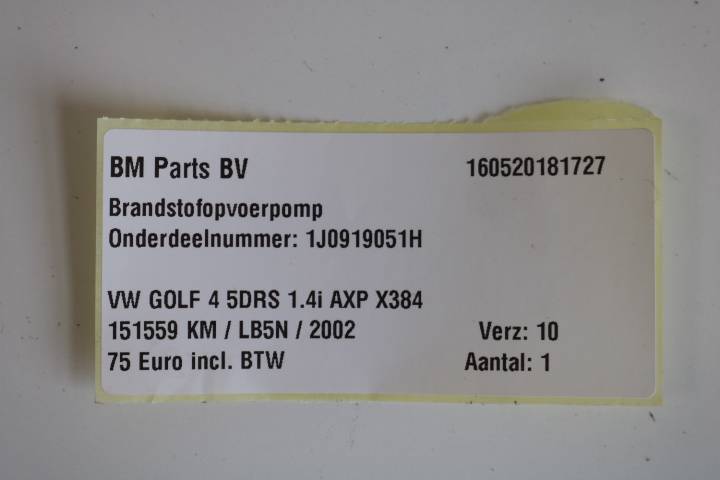 BM Parts BV 160520181727
Brandstofopvoerpomp
Onderdeelnummer: 1J0919051H
VW GOLF 4 5DRS 1.4i AXP X384
151559 KM / LB5N / 2002 Verz: 10
75 Euro incl. BTW Aantal: 1